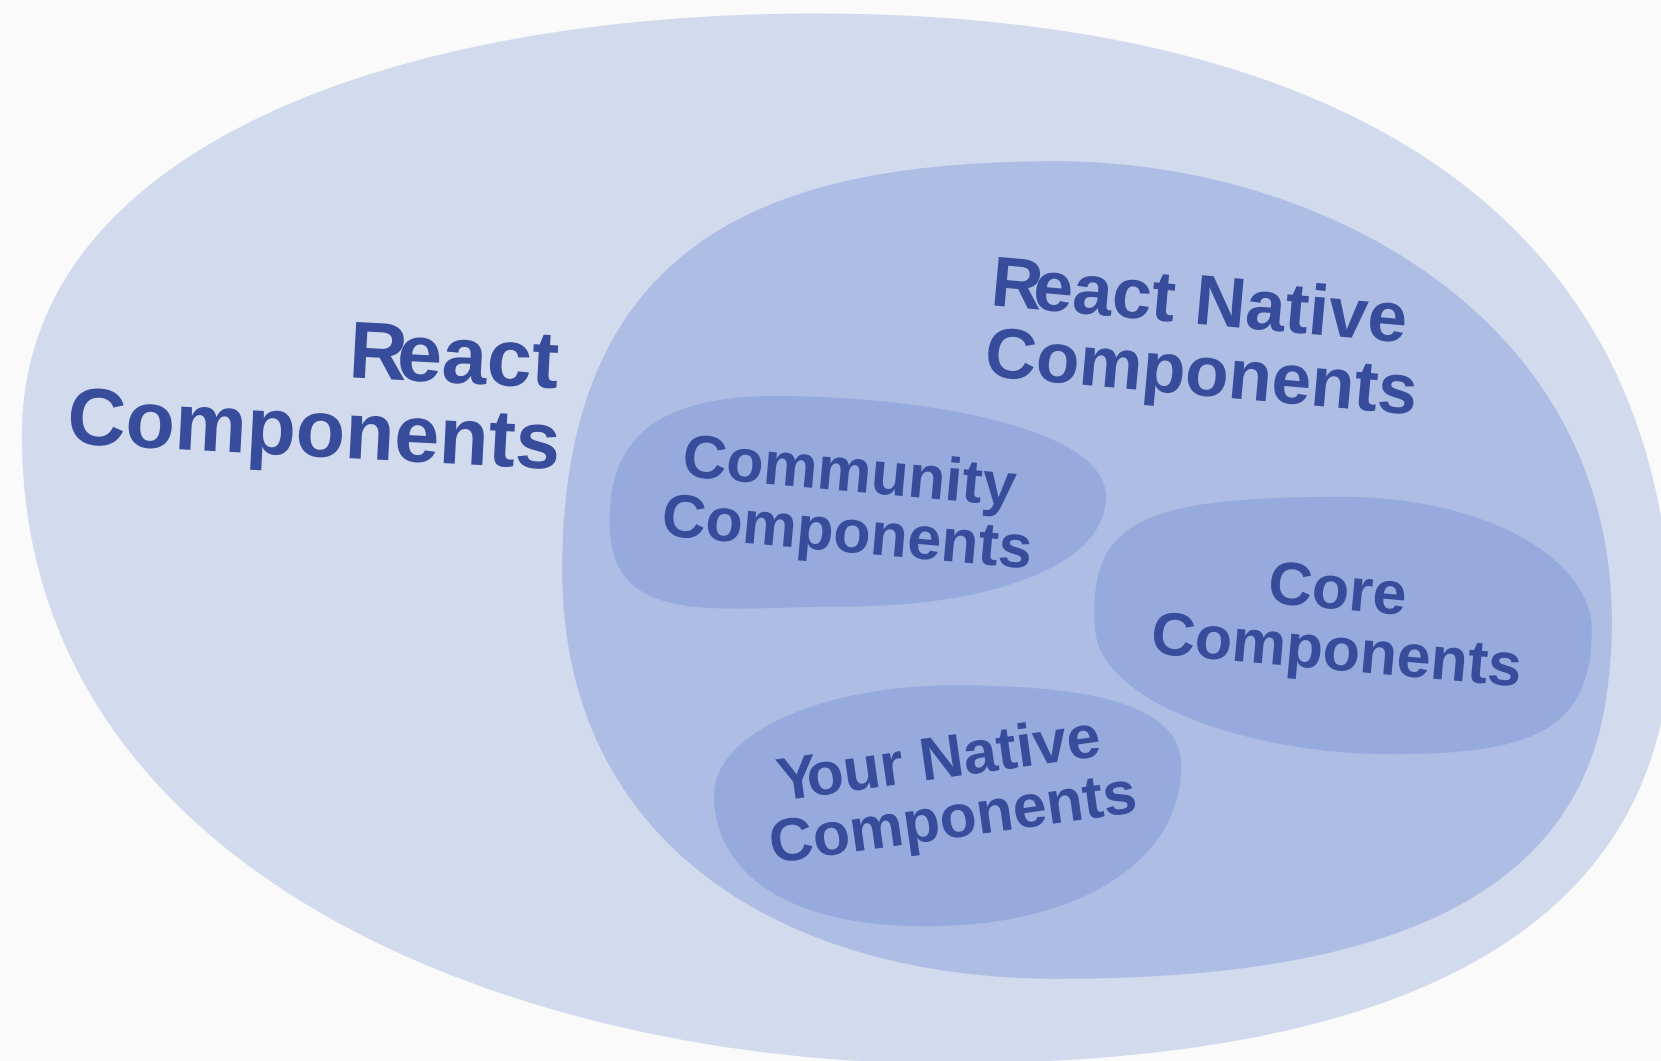 React
Components
React Native
Components
Community
Components
Core
Components
Your Native
Components